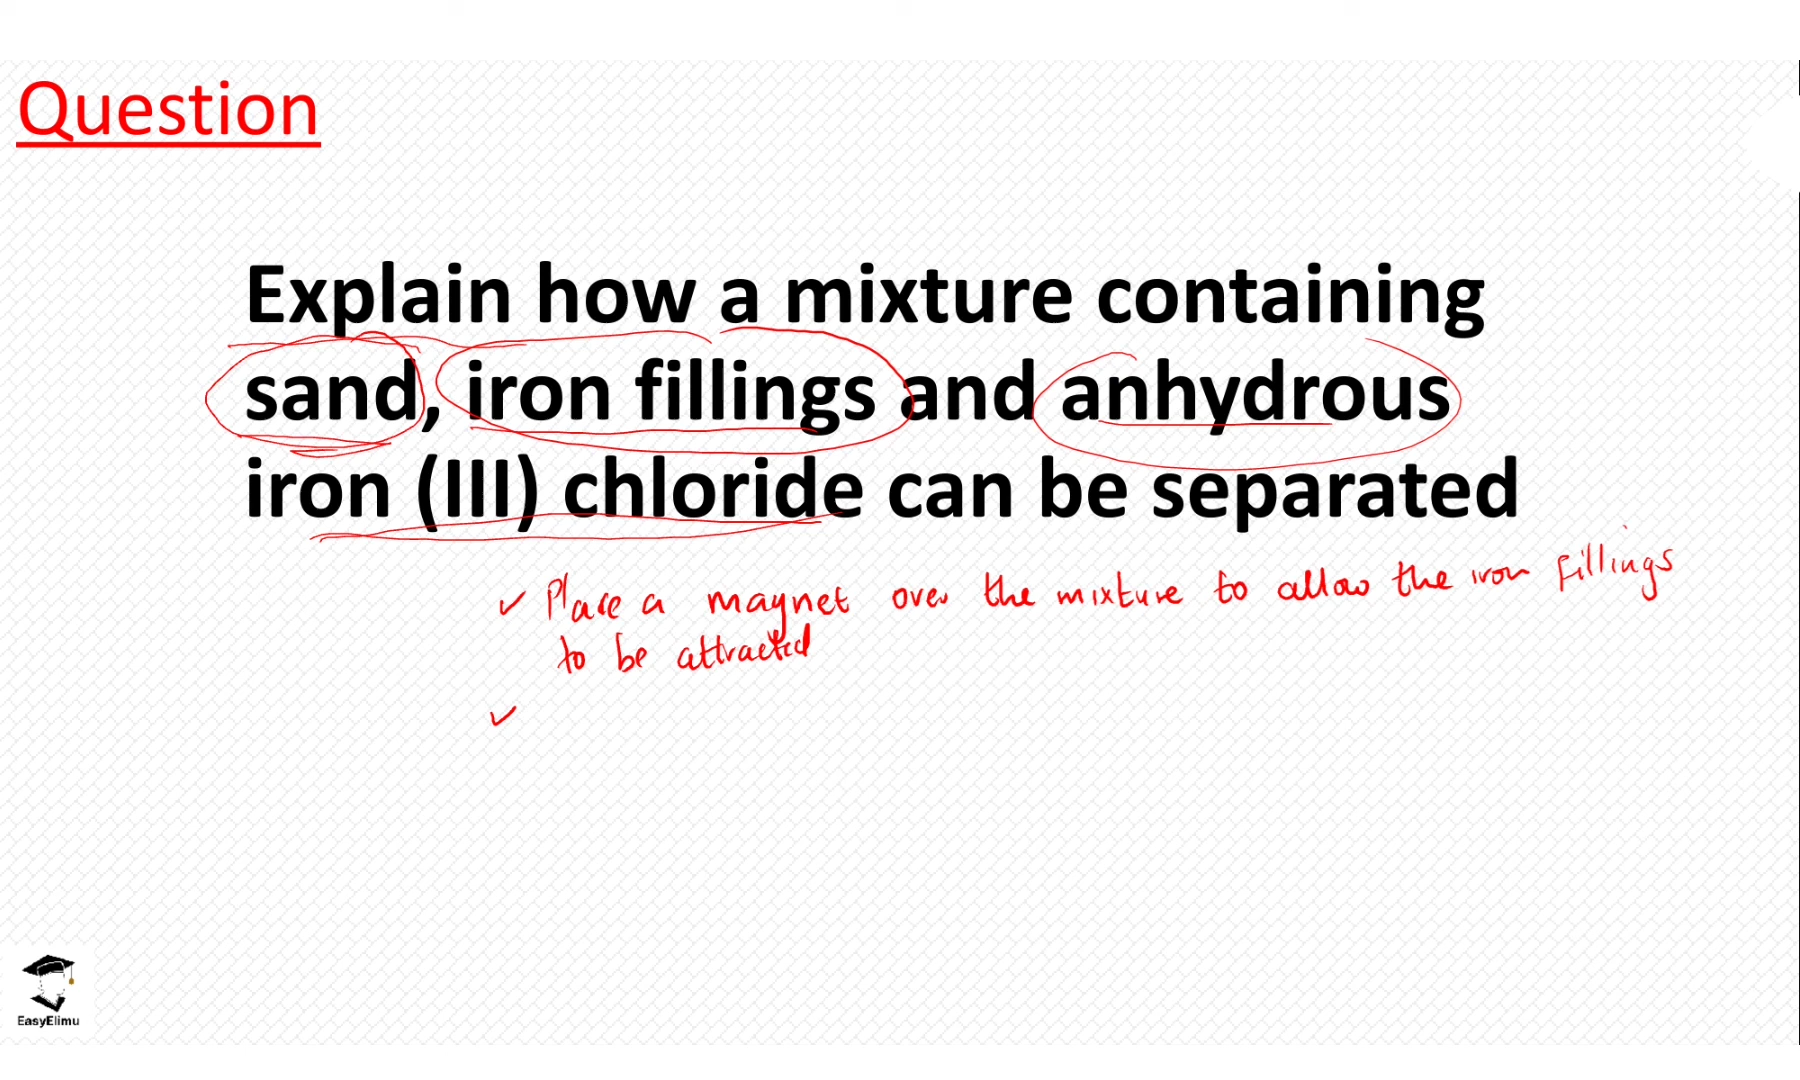 Question
Explain how a mixture containing
sand, iron fillings and anhydrous
iron (III) chloride can be separated
✓ Place a magnet over the mixture to allow the iron fillings
to be attracted
✓
EasyElimu